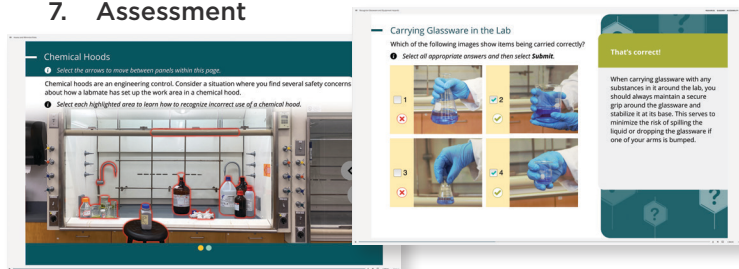 7. Assessment
Chemical Hoods
Select the arrows to move between panels within this page.
Chemical hoods are an engineering control. Consider a situation where you find several safety concerns
about how a labmate has set up the work area in a chemical hood.
Select each highlighted area to learn how to recognize incorrect use of a chemical hood.
Carrying Glassware in the Lab
Which of the following images show items being carried correctly?
Select all appropriate answers and then select Submit.
1
2
3
4
That's correct!
When carrying glassware with any
substances in it around the lab, you
should always maintain a secure
grip around the glassware and
stabilize it at its base. This serves to
minimize the risk of spilling the
liquid or dropping the glassware if
one of your arms is bumped.